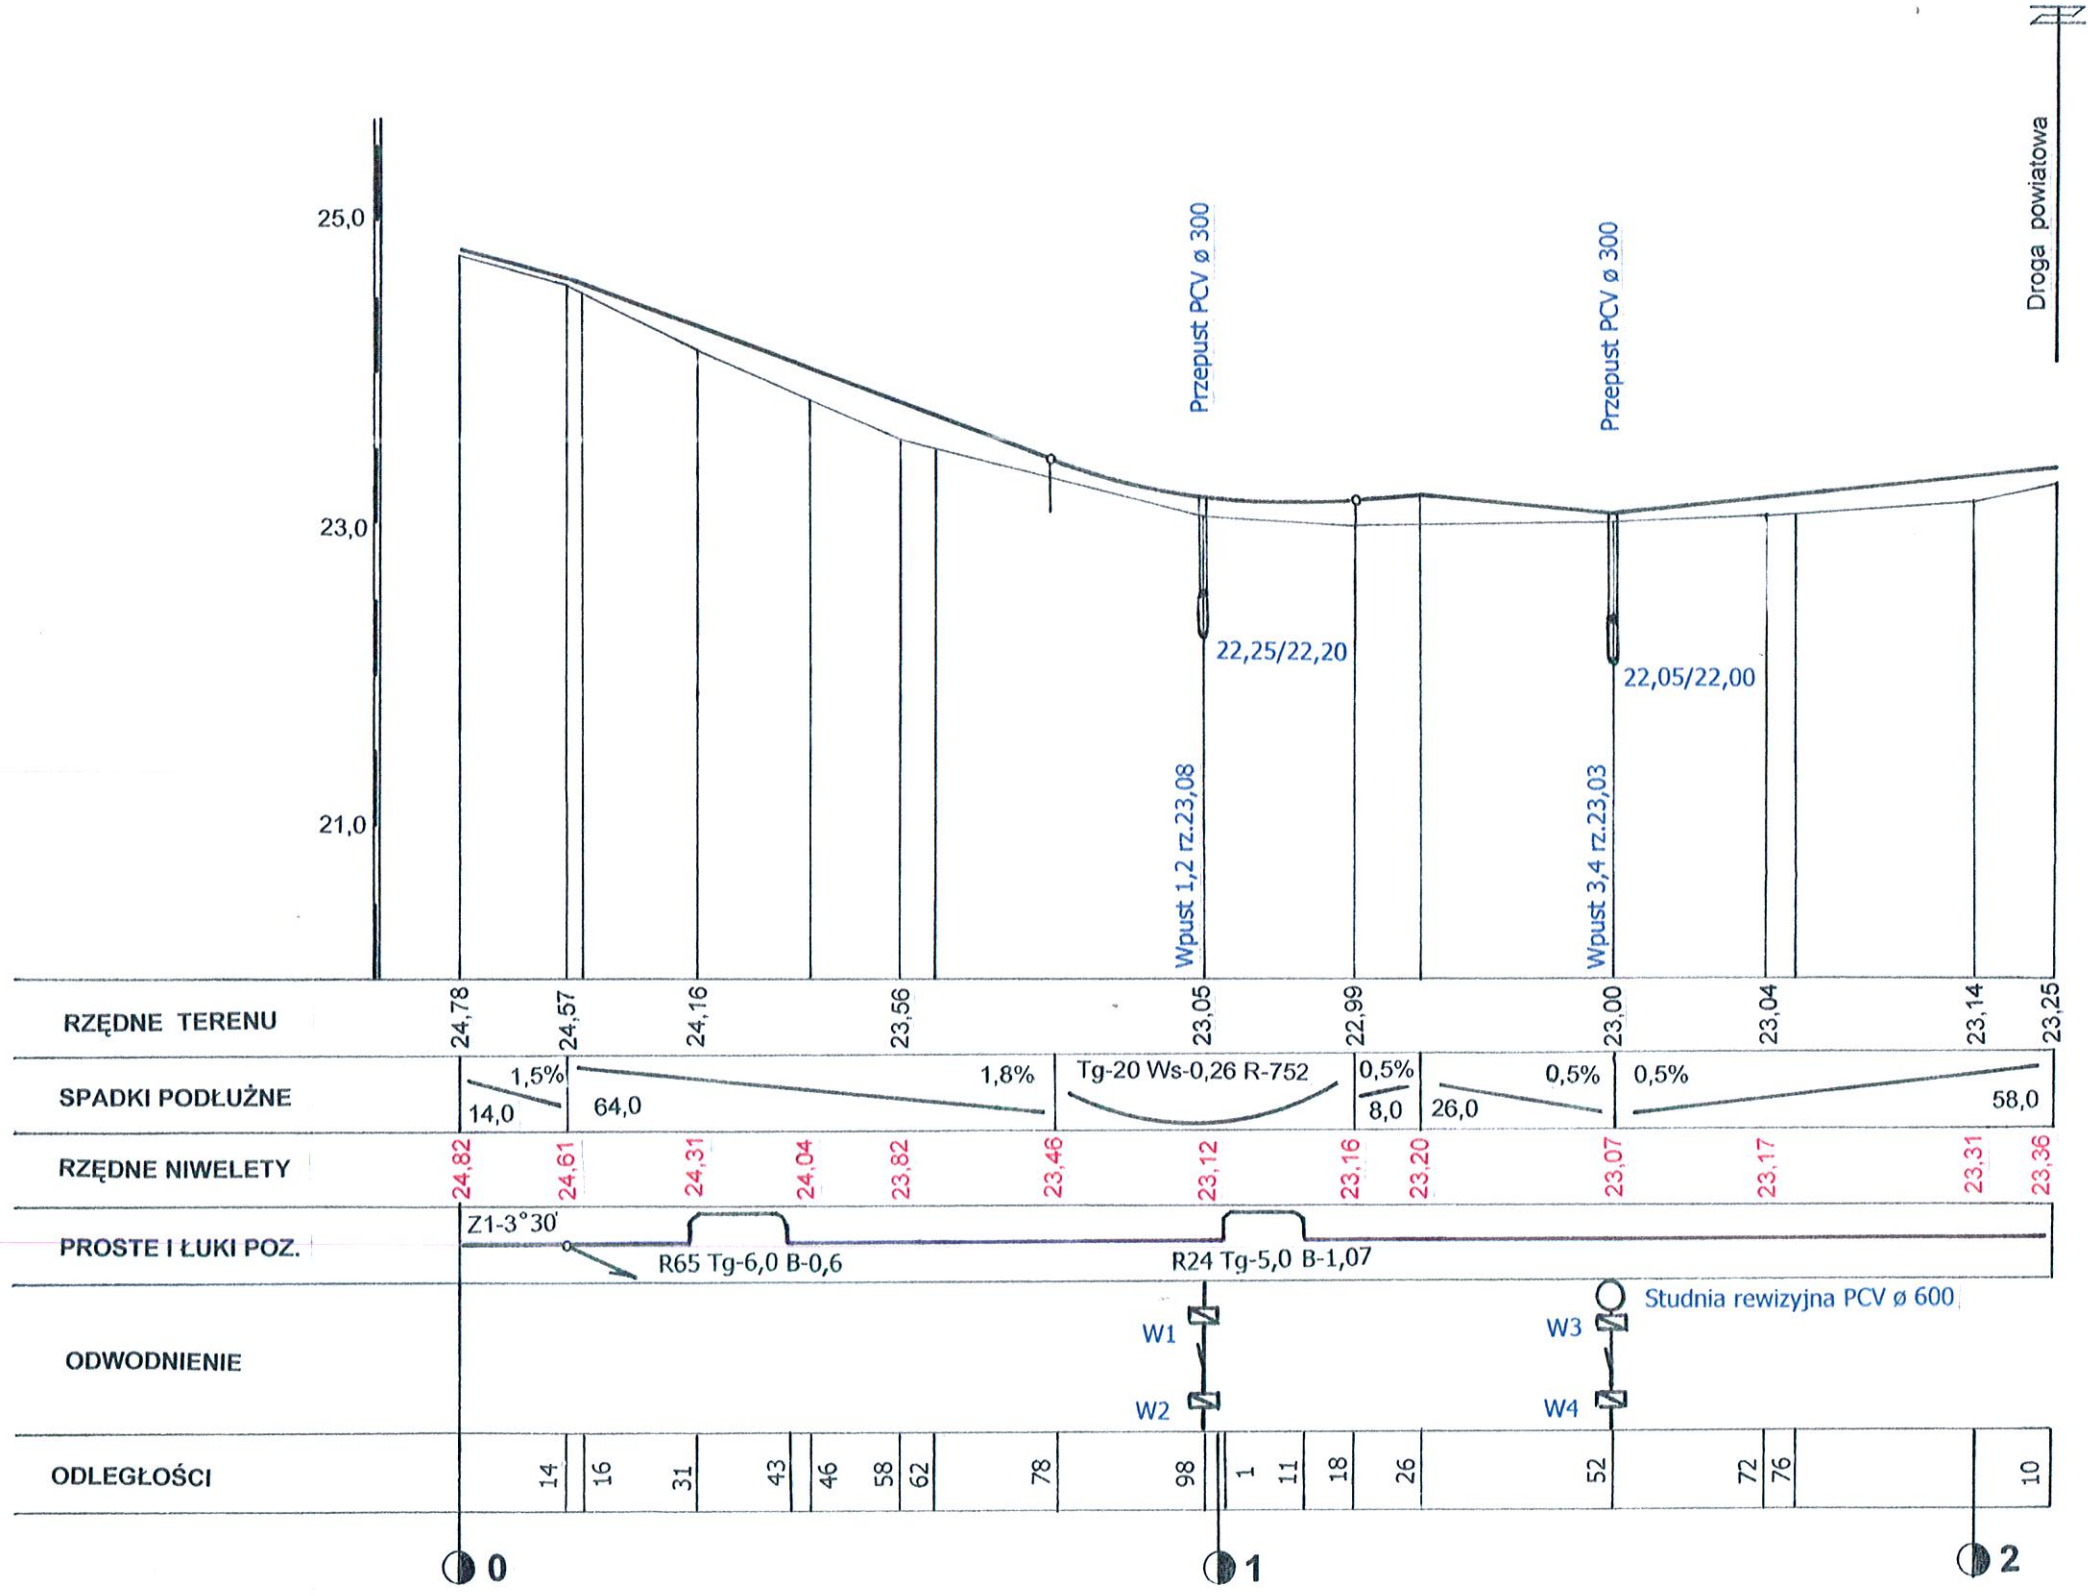 Droga powiatowa
25,0
23,0
21,0
Przepust PCV ø 300
Przepust PCV ø 300
22,25/22,20
22,05/22,00
Wpust 1,2 rz.23,08
Wpust 3,4 rz.23,03
RZĘDNE TERENU
24,78 24,57 24,16 23,56 23,05 22,99 23,00 23,04 23,14 23,25
SPADKI PODŁUŻNE
1,5% 1,8% Tg-20 Ws-0,26 R-752 0,5% 0,5% 0,5%
14,0 64,0 8,0 26,0 58,0
RZĘDNE NIWELETY
24,82 24,61 24,31 24,04 23,82 23,46 23,12 23,16 23,20 23,07 23,17 23,31 23,36
PROSTE I ŁUKI POZ.
Z1-3°30'
R65 Tg-6,0 B-0,6
R24 Tg-5,0 B-1,07
ODWODNIENIE
W1
W2
W3
W4
Studnia rewizyjna PCV ø 600
ODLEGŁOŚCI
14 16 31 43 46 58 62 78 98 1 11 18 26 52 72 76 10
0 1 2